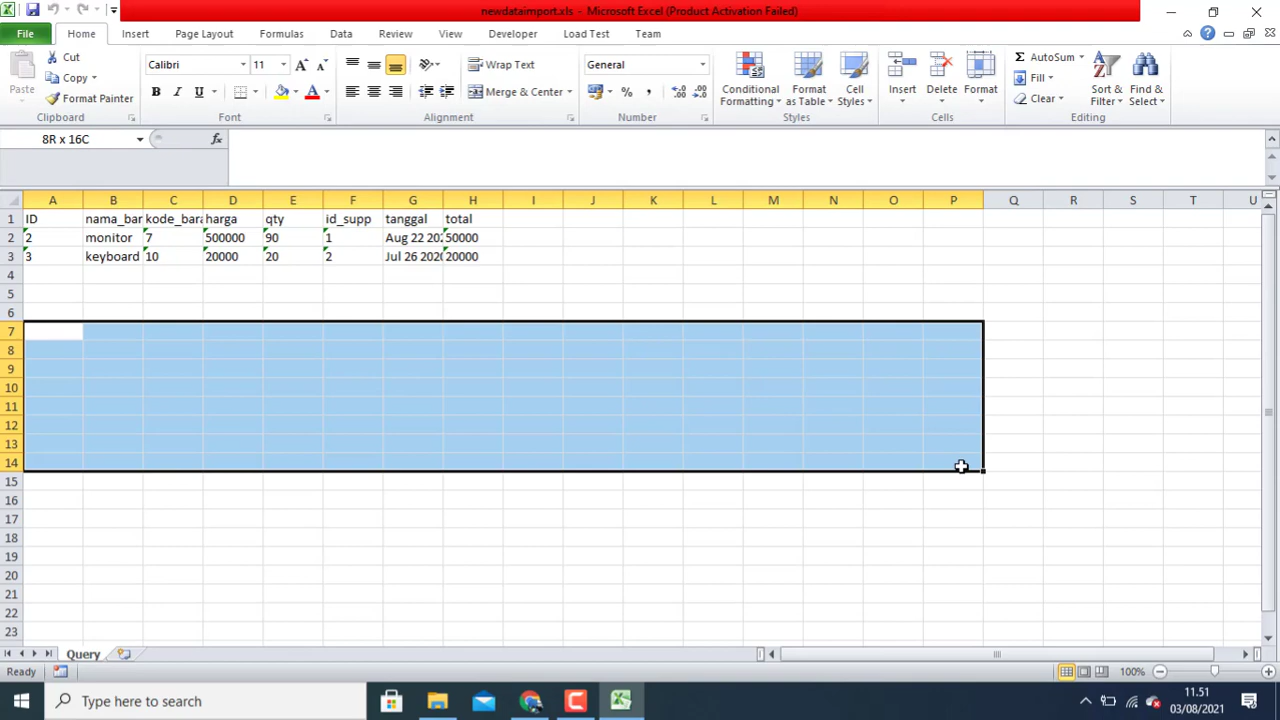 newdataimport.xls - Microsoft Excel (Product Activation Failed)
File Home Insert Page Layout Formulas Data Review View Developer Load Test Team
Paste
Cut
Copy
Format Painter
Clipboard
Calibri 11
B I U A
Font
Wrap Text
Merge & Center
Alignment
General
% ,
Number
Conditional Formatting
Format as Table
Cell Styles
Styles
Insert Delete Format
Cells
Σ AutoSum
Fill
Clear
Sort & Filter
Find & Select
Editing
8R x 16C fx
A B C D E F G H I J K L M N O P Q R S T U
1 ID nama_bar kode_bara harga qty id_supp tanggal total
2 2 monitor 7 500000 90 1 Aug 22 202 50000
3 3 keyboard 10 20000 20 2 Jul 26 2020 20000
4
5
6
7
8
9
10
11
12
13
14
15
16
17
18
19
20
21
22
23
Query
Ready 100%
Type here to search
11.51
03/08/2021